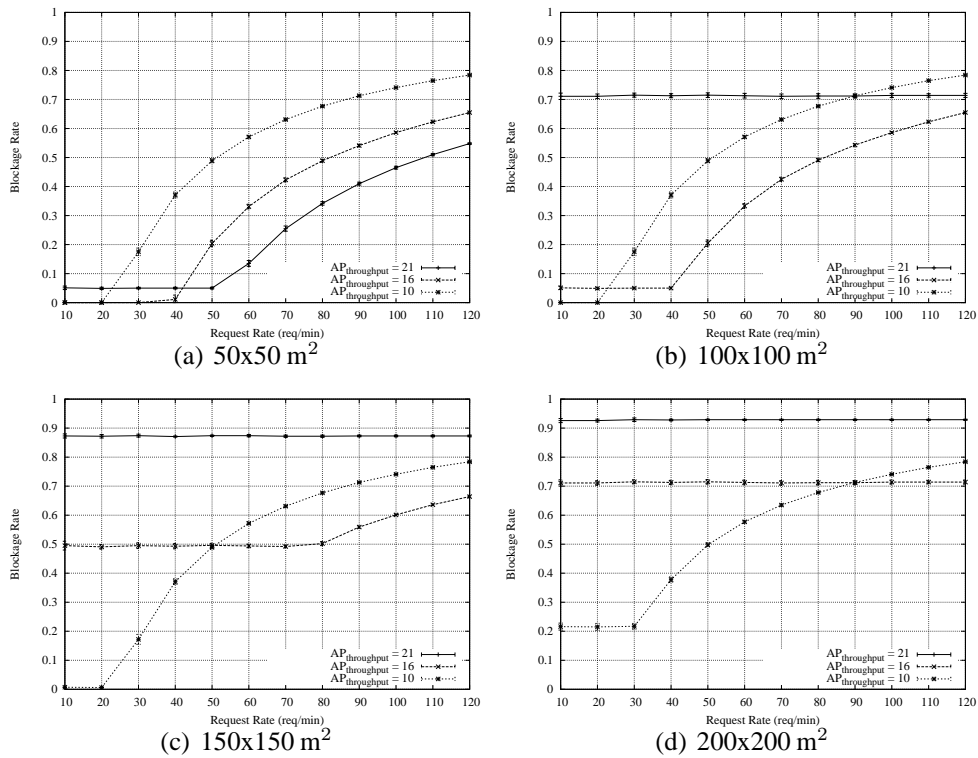 1
0.9
0.8
0.7
0.6
0.5
0.4
0.3
0.2
0.1
0
Blockage Rate
AP_throughput = 21
AP_throughput = 16
AP_throughput = 10
10 20 30 40 50 60 70 80 90 100 110 120
Request Rate (req/min)
(a) 50x50 m²
1
0.9
0.8
0.7
0.6
0.5
0.4
0.3
0.2
0.1
0
Blockage Rate
AP_throughput = 21
AP_throughput = 16
AP_throughput = 10
10 20 30 40 50 60 70 80 90 100 110 120
Request Rate (req/min)
(b) 100x100 m²
1
0.9
0.8
0.7
0.6
0.5
0.4
0.3
0.2
0.1
0
Blockage Rate
AP_throughput = 21
AP_throughput = 16
AP_throughput = 10
10 20 30 40 50 60 70 80 90 100 110 120
Request Rate (req/min)
(c) 150x150 m²
1
0.9
0.8
0.7
0.6
0.5
0.4
0.3
0.2
0.1
0
Blockage Rate
AP_throughput = 21
AP_throughput = 16
AP_throughput = 10
10 20 30 40 50 60 70 80 90 100 110 120
Request Rate (req/min)
(d) 200x200 m²